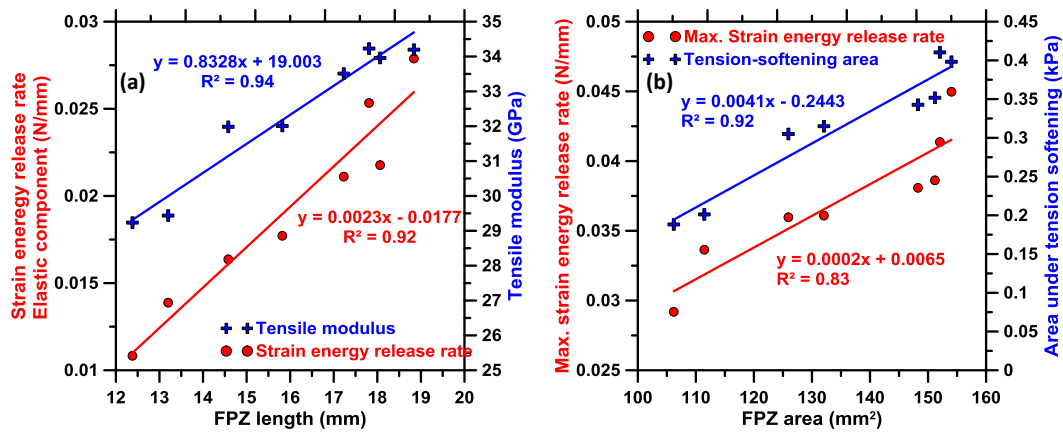 0.03
0.025
0.02
0.015
0.01
Strain energy release rate
Elastic component (N/mm)
(a)
y = 0.8328x + 19.003
R² = 0.94
y = 0.0023x - 0.0177
R² = 0.92
Tensile modulus
Strain energy release rate
12 13 14 15 16 17 18 19 20
FPZ length (mm)
35
34
33
32
31
30
29
28
27
26
25
Tensile modulus (GPa)
0.05
0.045
0.04
0.035
0.03
0.025
Max. strain energy release rate (N/mm)
Max. Strain energy release rate
Tension-softening area
(b)
y = 0.0041x - 0.2443
R² = 0.92
y = 0.0002x + 0.0065
R² = 0.83
100 110 120 130 140 150 160
FPZ area (mm²)
0.45
0.4
0.35
0.3
0.25
0.2
0.15
0.1
0.05
0
Area under tension softening (kPa)